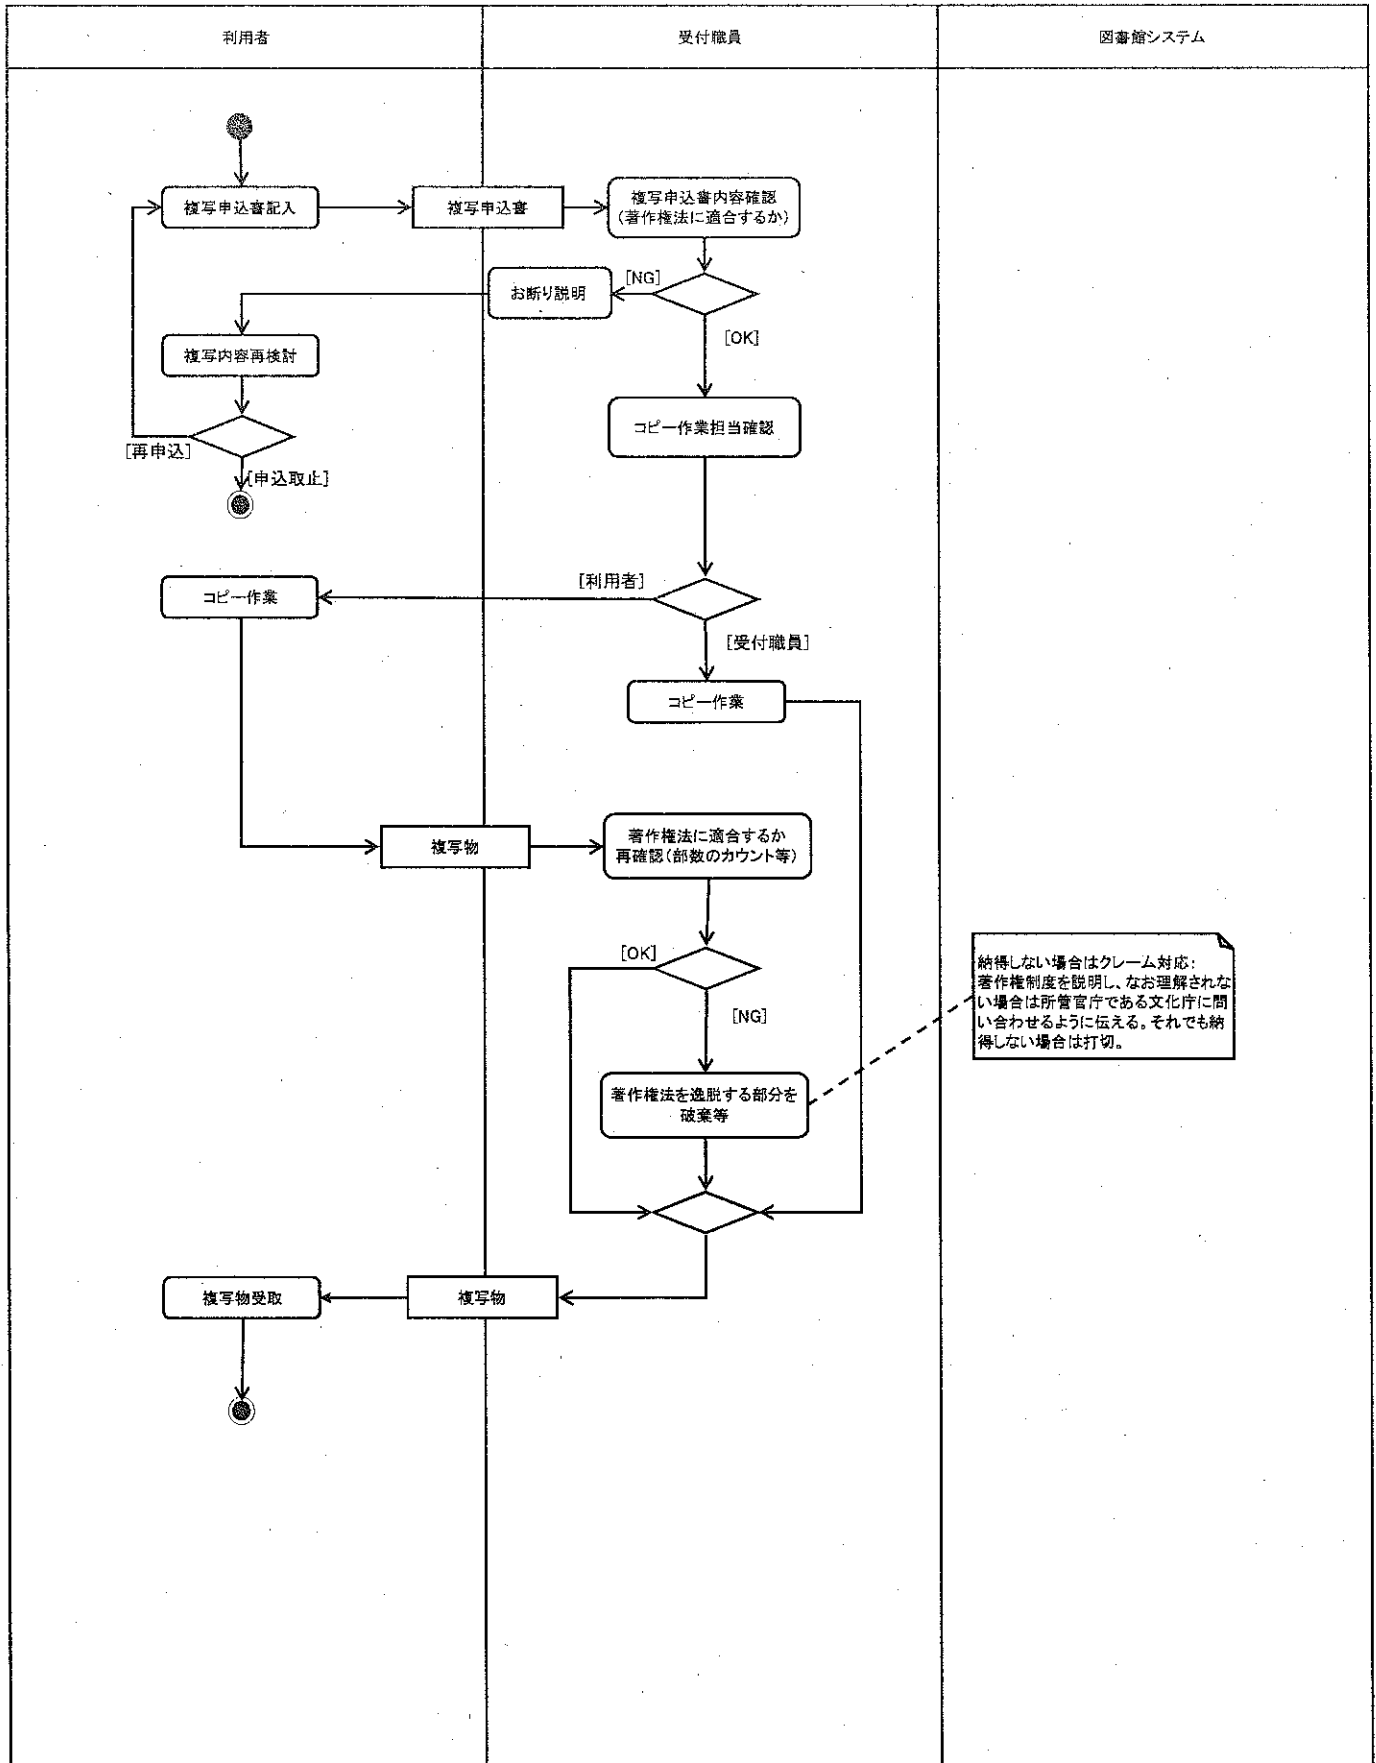 利用者
受付職員
図書館システム
複写申込書記入
複写申込書
複写申込書内容確認
(著作権法に適合するか)
[NG]
お断り説明
[OK]
複写内容再検討
コピー作業担当確認
[再申込]
[申込取止]
[利用者]
コピー作業
[受付職員]
コピー作業
複写物
著作権法に適合するか
再確認(部数のカウント等)
[OK]
[NG]
納得しない場合はクレーム対応:
著作権制度を説明し、なお理解されな
い場合は所管官庁である文化庁に問
い合わせるように伝える。それでも納
得しない場合は打切。
著作権法を逸脱する部分を
破棄等
複写物受取
複写物